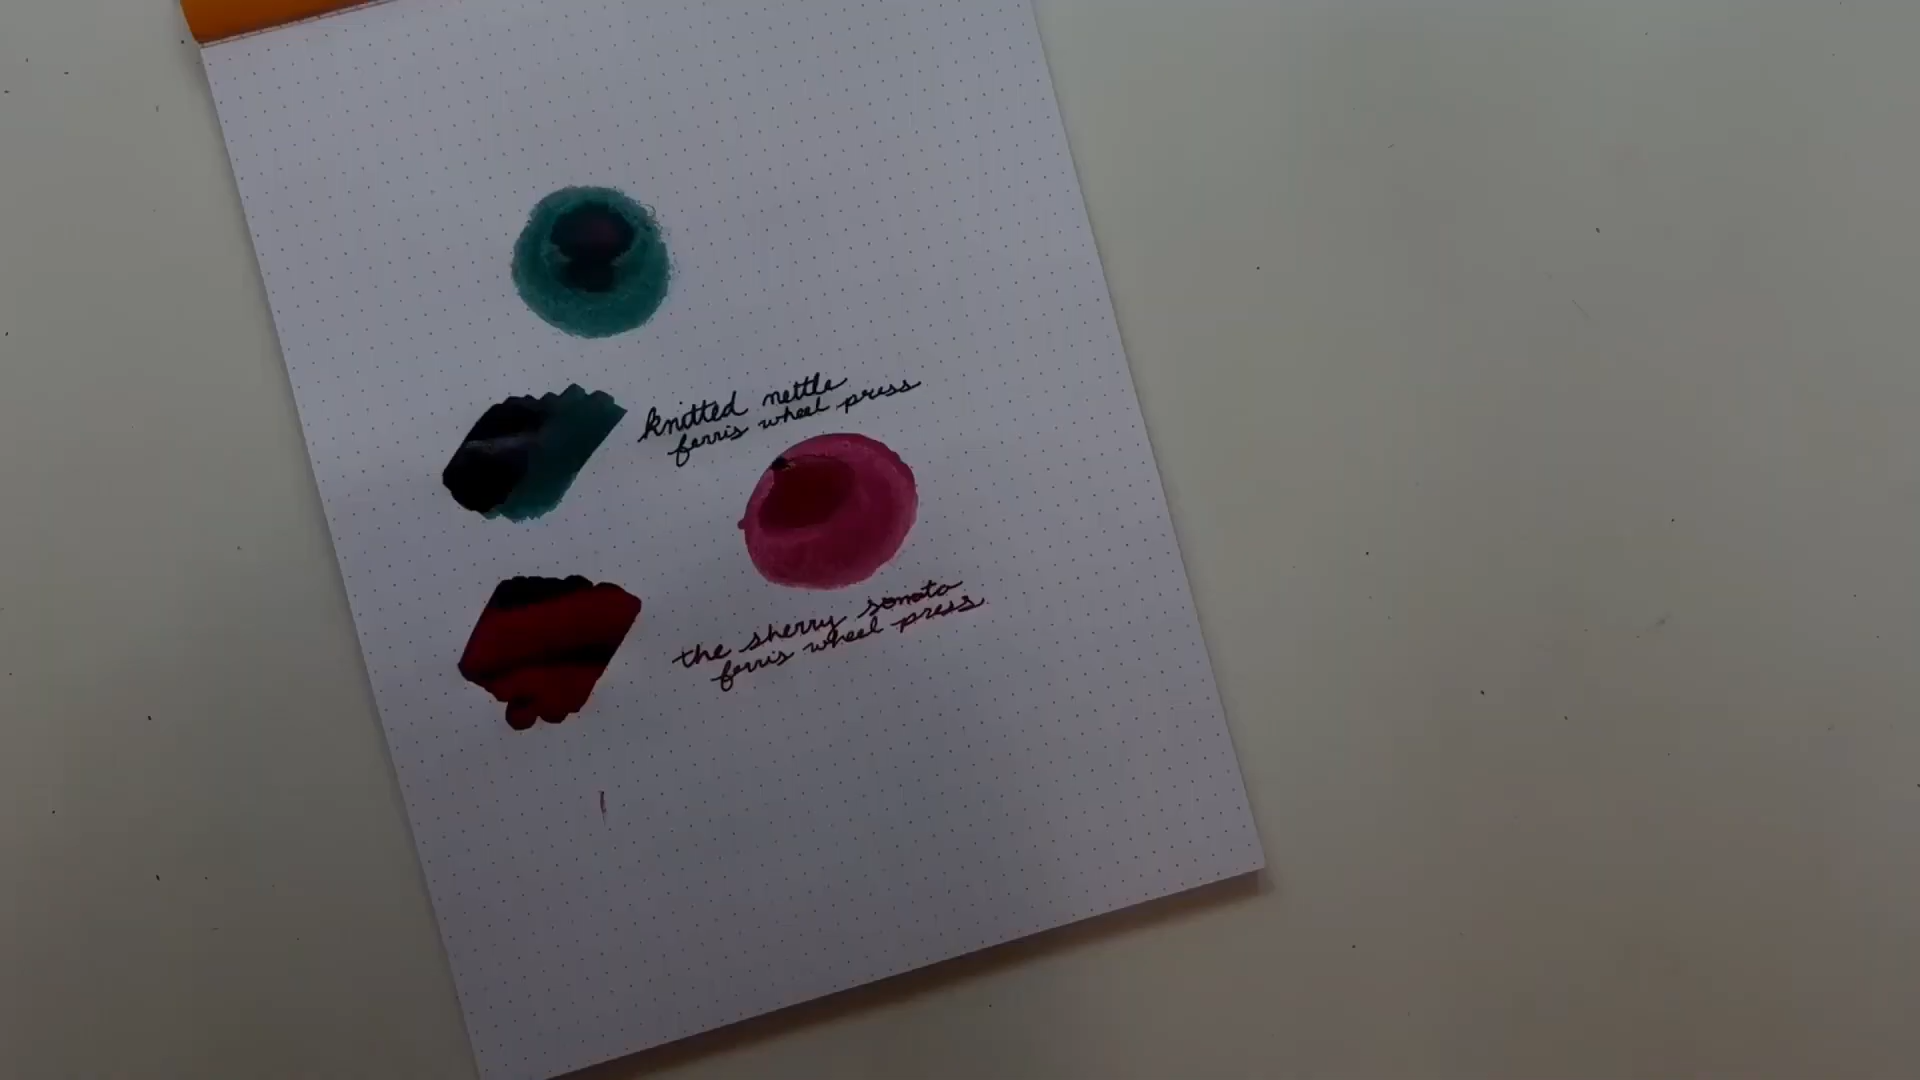 knitted nettle
ferris wheel press
the sherry sonata
ferris wheel press